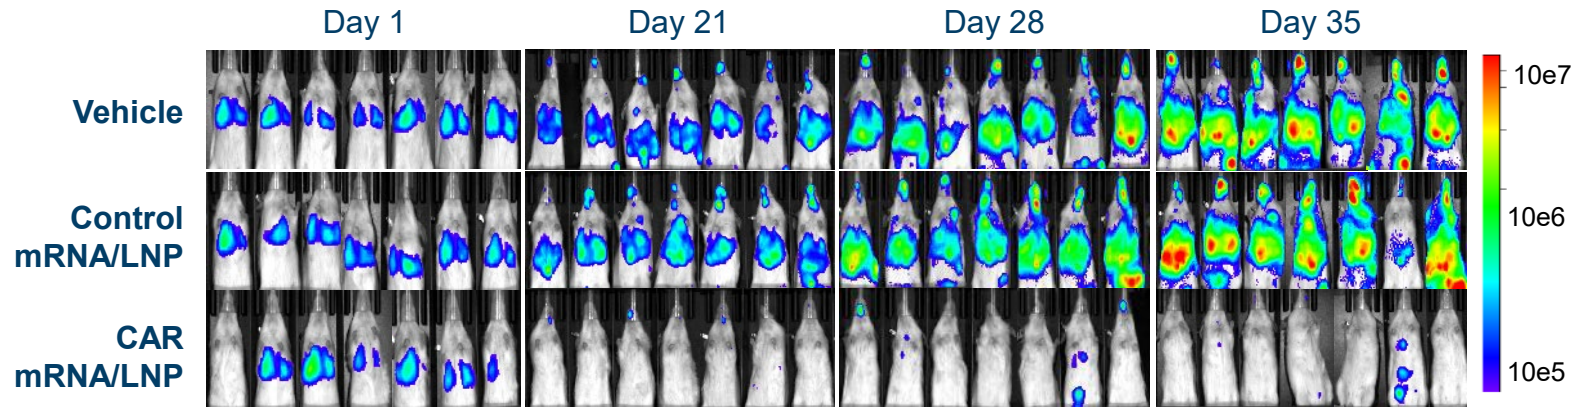 Day 1
Day 21
Day 28
Day 35
Vehicle
Control
mRNA/LNP
CAR
mRNA/LNP
10e7
10e6
10e5